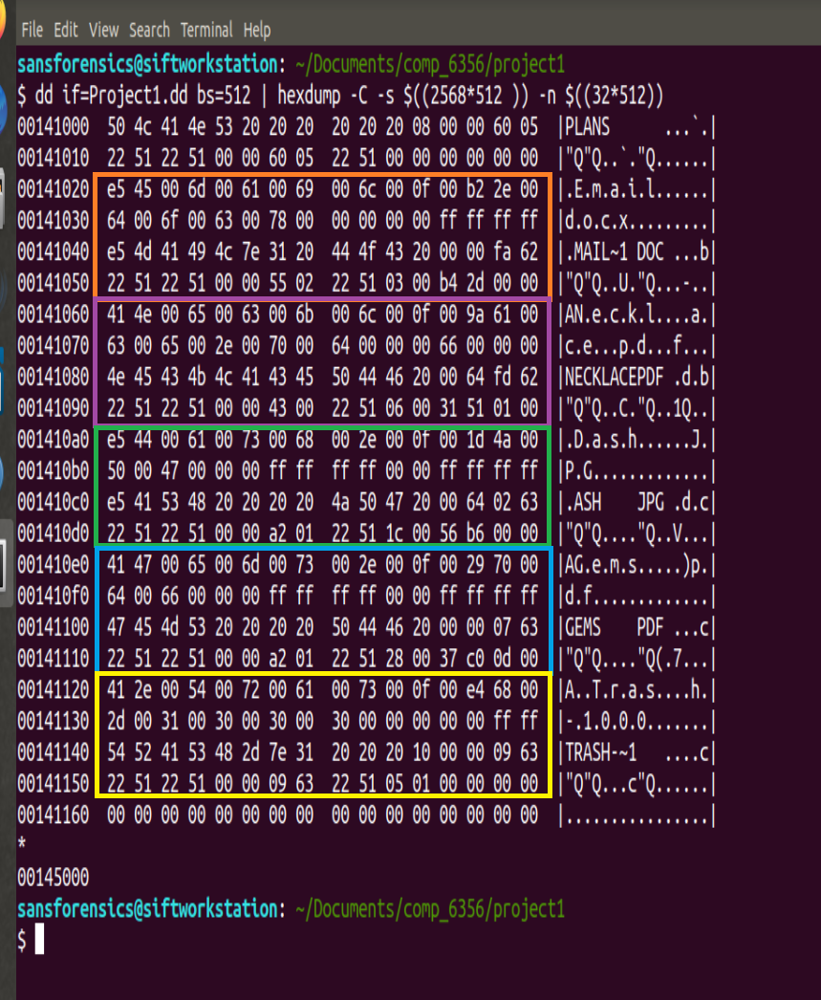 File Edit View Search Terminal Help
sansforensics@siftworkstation: ~/Documents/comp_6356/project1
$ dd if=Project1.dd bs=512 | hexdump -C -s $((2568*512 )) -n $((32*512))
00141000 50 4c 41 4e 53 20 20 20 20 20 20 08 00 00 60 05 |PLANS ...`.|
00141010 22 51 22 51 00 00 60 05 22 51 00 00 00 00 00 00 |"Q"Q..`."Q......|
00141020 e5 45 00 6d 00 61 00 69 00 6c 00 0f 00 b2 2e 00 |.E.m.a.i.l......|
00141030 64 00 6f 00 63 00 78 00 00 00 00 00 ff ff ff ff |d.o.c.x.........|
00141040 e5 4d 41 49 4c 7e 31 20 44 4f 43 20 00 00 fa 62 |.MAIL~1 DOC ...b|
00141050 22 51 22 51 00 00 55 02 22 51 03 00 b4 2d 00 00 |"Q"Q..U."Q...-..|
00141060 41 4e 00 65 00 63 00 6b 00 6c 00 0f 00 9a 61 00 |AN.e.c.k.l....a.|
00141070 63 00 65 00 2e 00 70 00 64 00 00 00 66 00 00 00 |c.e...p.d...f...|
00141080 4e 45 43 4b 4c 41 43 45 50 44 46 20 00 64 fd 62 |NECKLACEPDF .d.b|
00141090 22 51 22 51 00 00 43 00 22 51 06 00 31 51 01 00 |"Q"Q..C."Q..1Q..|
001410a0 e5 44 00 61 00 73 00 68 00 2e 00 0f 00 1d 4a 00 |.D.a.s.h......J.|
001410b0 50 00 47 00 00 00 ff ff ff ff 00 00 ff ff ff ff |P.G.............|
001410c0 e5 41 53 48 20 20 20 20 4a 50 47 20 00 64 02 63 |.ASH JPG .d.c|
001410d0 22 51 22 51 00 00 a2 01 22 51 1c 00 56 b6 00 00 |"Q"Q...."Q..V...|
001410e0 41 47 00 65 00 6d 00 73 00 2e 00 0f 00 29 70 00 |AG.e.m.s.....)p.|
001410f0 64 00 66 00 00 00 ff ff ff ff 00 00 ff ff ff ff |d.f.............|
00141100 47 45 4d 53 20 20 20 20 50 44 46 20 00 00 07 63 |GEMS PDF ...c|
00141110 22 51 22 51 00 00 a2 01 22 51 28 00 37 c0 0d 00 |"Q"Q...."Q(.7...|
00141120 41 2e 00 54 00 72 00 61 00 73 00 0f 00 e4 68 00 |A..T.r.a.s....h.|
00141130 2d 00 31 00 30 00 30 00 30 00 00 00 00 00 ff ff |-.1.0.0.0.......|
00141140 54 52 41 53 48 2d 7e 31 20 20 20 10 00 00 09 63 |TRASH-~1 ....c|
00141150 22 51 22 51 00 00 09 63 22 51 05 01 00 00 00 00 |"Q"Q...c"Q......|
00141160 00 00 00 00 00 00 00 00 00 00 00 00 00 00 00 00 |................|
*
00145000
sansforensics@siftworkstation: ~/Documents/comp_6356/project1
$